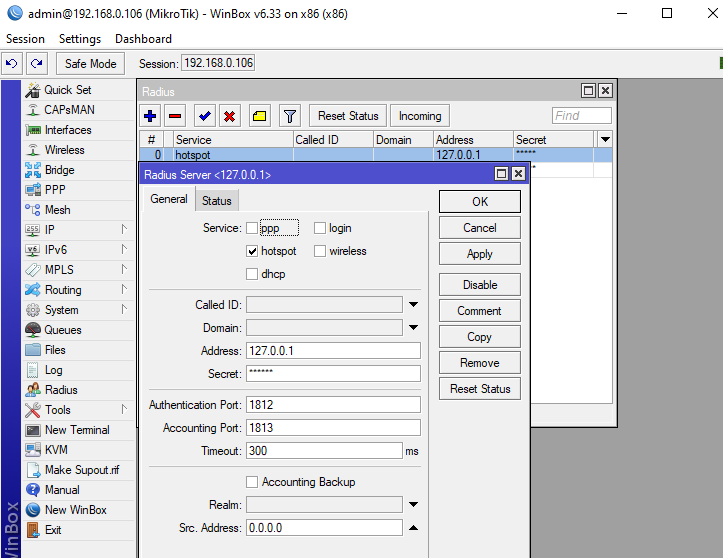 admin@192.168.0.106 (MikroTik) - WinBox v6.33 on x86 (x86)
Session Settings Dashboard
Safe Mode Session: 192.168.0.106
Quick Set
CAPsMAN
Interfaces
Wireless
Bridge
PPP
Mesh
IP
IPv6
MPLS
Routing
System
Queues
Files
Log
Radius
Tools
New Terminal
KVM
Make Supout.rif
Manual
New WinBox
Exit
WinBox
Radius
Reset Status Incoming Find
# Service Called ID Domain Address Secret
0 hotspot 127.0.0.1 *****
Radius Server <127.0.0.1>
General Status
Service: ppp login
hotspot wireless
dhcp
Called ID:
Domain:
Address: 127.0.0.1
Secret: ******
Authentication Port: 1812
Accounting Port: 1813
Timeout: 300 ms
Accounting Backup
Realm:
Src. Address: 0.0.0.0
OK
Cancel
Apply
Disable
Comment
Copy
Remove
Reset Status